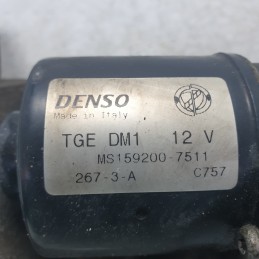 DENSO
Made in Italy
TGE DM1 12 V
MS159200-7511
267-3-A C757